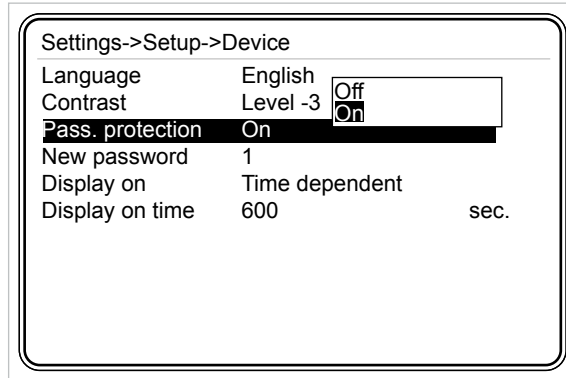 Settings->Setup->Device
Language English
Contrast Level -3
Off
On
Pass. protection On
New password 1
Display on Time dependent
Display on time 600 sec.